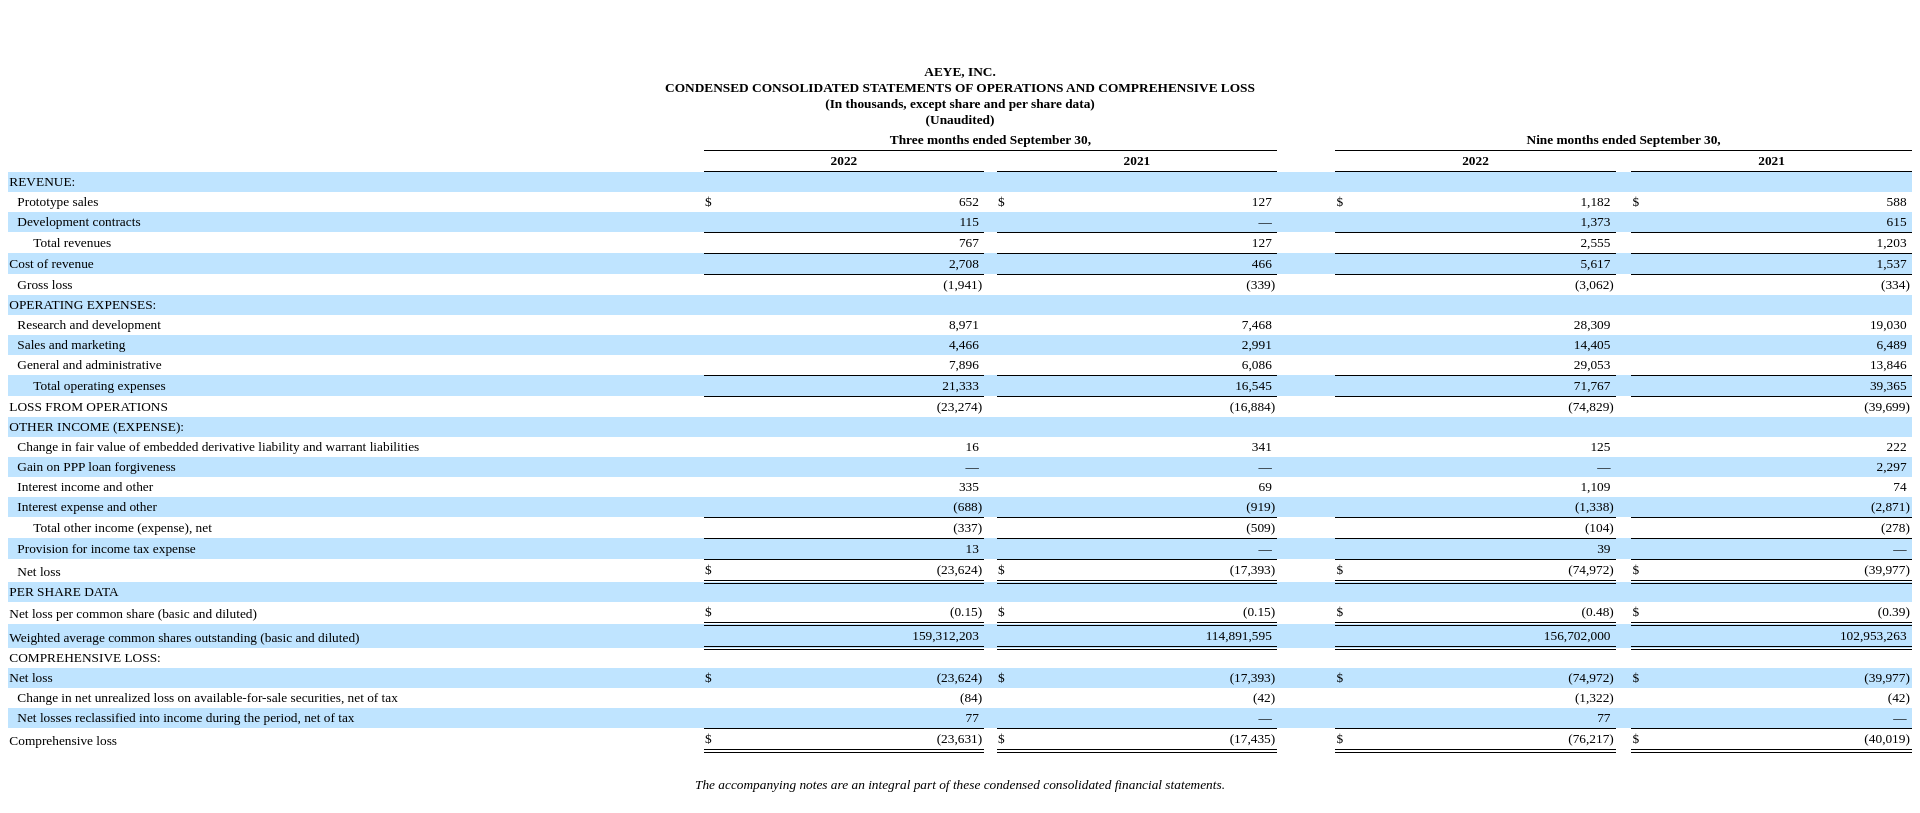 AEYE, INC.
CONDENSED CONSOLIDATED STATEMENTS OF OPERATIONS AND COMPREHENSIVE LOSS
(In thousands, except share and per share data)
(Unaudited)
Three months ended September 30, Nine months ended September 30,
2022 2021 2022 2021
REVENUE:
Prototype sales $ 652 $ 127 $ 1,182 $ 588
Development contracts 115 — 1,373 615
Total revenues 767 127 2,555 1,203
Cost of revenue 2,708 466 5,617 1,537
Gross loss (1,941) (339) (3,062) (334)
OPERATING EXPENSES:
Research and development 8,971 7,468 28,309 19,030
Sales and marketing 4,466 2,991 14,405 6,489
General and administrative 7,896 6,086 29,053 13,846
Total operating expenses 21,333 16,545 71,767 39,365
LOSS FROM OPERATIONS (23,274) (16,884) (74,829) (39,699)
OTHER INCOME (EXPENSE):
Change in fair value of embedded derivative liability and warrant liabilities 16 341 125 222
Gain on PPP loan forgiveness — — — 2,297
Interest income and other 335 69 1,109 74
Interest expense and other (688) (919) (1,338) (2,871)
Total other income (expense), net (337) (509) (104) (278)
Provision for income tax expense 13 — 39 —
Net loss $ (23,624) $ (17,393) $ (74,972) $ (39,977)
PER SHARE DATA
Net loss per common share (basic and diluted) $ (0.15) $ (0.15) $ (0.48) $ (0.39)
Weighted average common shares outstanding (basic and diluted) 159,312,203 114,891,595 156,702,000 102,953,263
COMPREHENSIVE LOSS:
Net loss $ (23,624) $ (17,393) $ (74,972) $ (39,977)
Change in net unrealized loss on available-for-sale securities, net of tax (84) (42) (1,322) (42)
Net losses reclassified into income during the period, net of tax 77 — 77 —
Comprehensive loss $ (23,631) $ (17,435) $ (76,217) $ (40,019)
The accompanying notes are an integral part of these condensed consolidated financial statements.